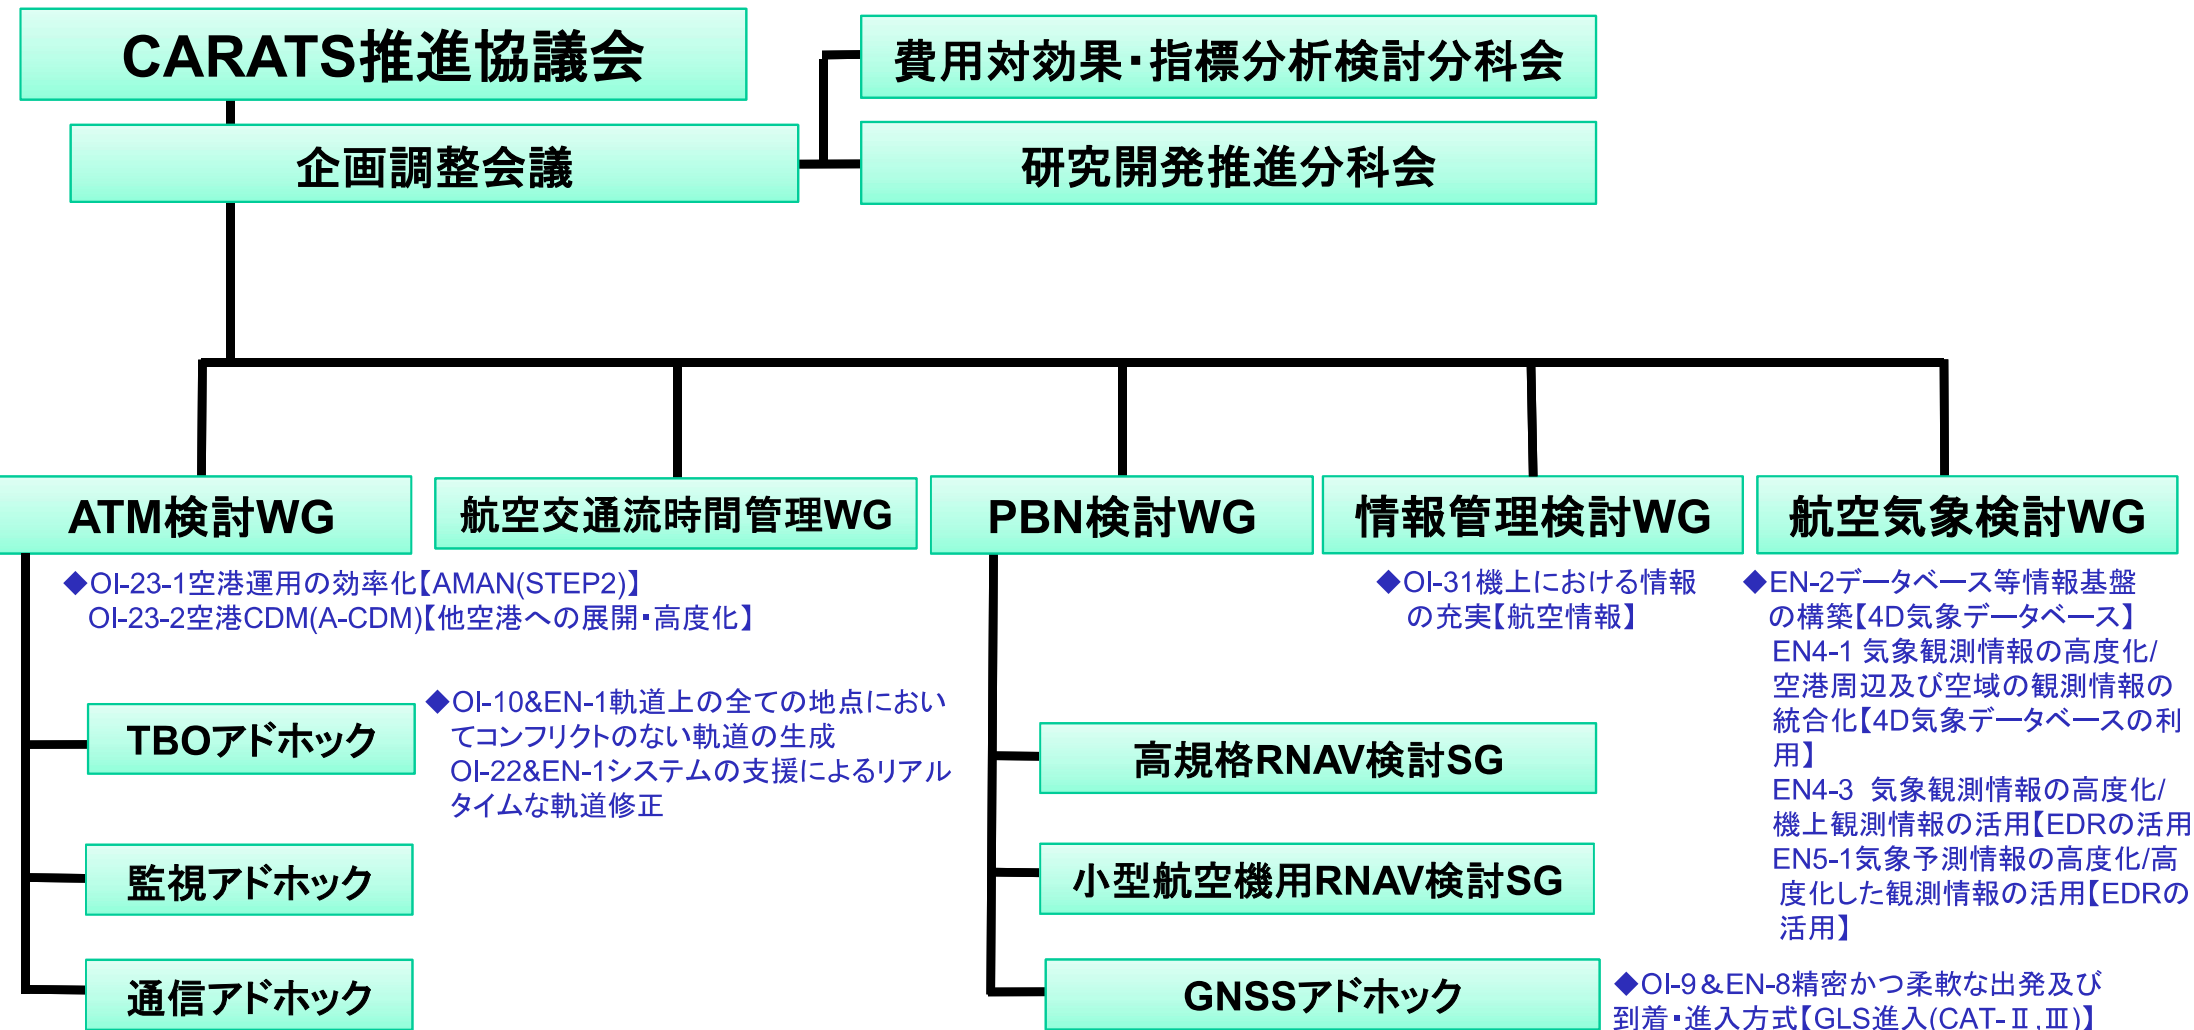 CARATS推進協議会
費用対効果・指標分析検討分科会
企画調整会議
研究開発推進分科会
ATM検討WG
航空交通流時間管理WG
PBN検討WG
情報管理検討WG
航空気象検討WG
◆OI-23-1空港運用の効率化【AMAN(STEP2)】
OI-23-2空港CDM(A-CDM)【他空港への展開・高度化】
TBOアドホック
◆OI-10&EN-1軌道上の全ての地点におい
てコンフリクトのない軌道の生成
OI-22&EN-1システムの支援によるリアル
タイムな軌道修正
監視アドホック
通信アドホック
高規格RNAV検討SG
小型航空機用RNAV検討SG
GNSSアドホック
◆OI-9&EN-8精密かつ柔軟な出発及び
到着・進入方式【GLS進入(CAT-Ⅱ,Ⅲ)】
◆OI-31機上における情報
の充実【航空情報】
◆EN-2データベース等情報基盤
の構築【4D気象データベース】
EN4-1 気象観測情報の高度化/
空港周辺及び空域の観測情報の
統合化【4D気象データベースの利
用】
EN4-3 気象観測情報の高度化/
機上観測情報の活用【EDRの活用
EN5-1気象予測情報の高度化/高
度化した観測情報の活用【EDRの
活用】